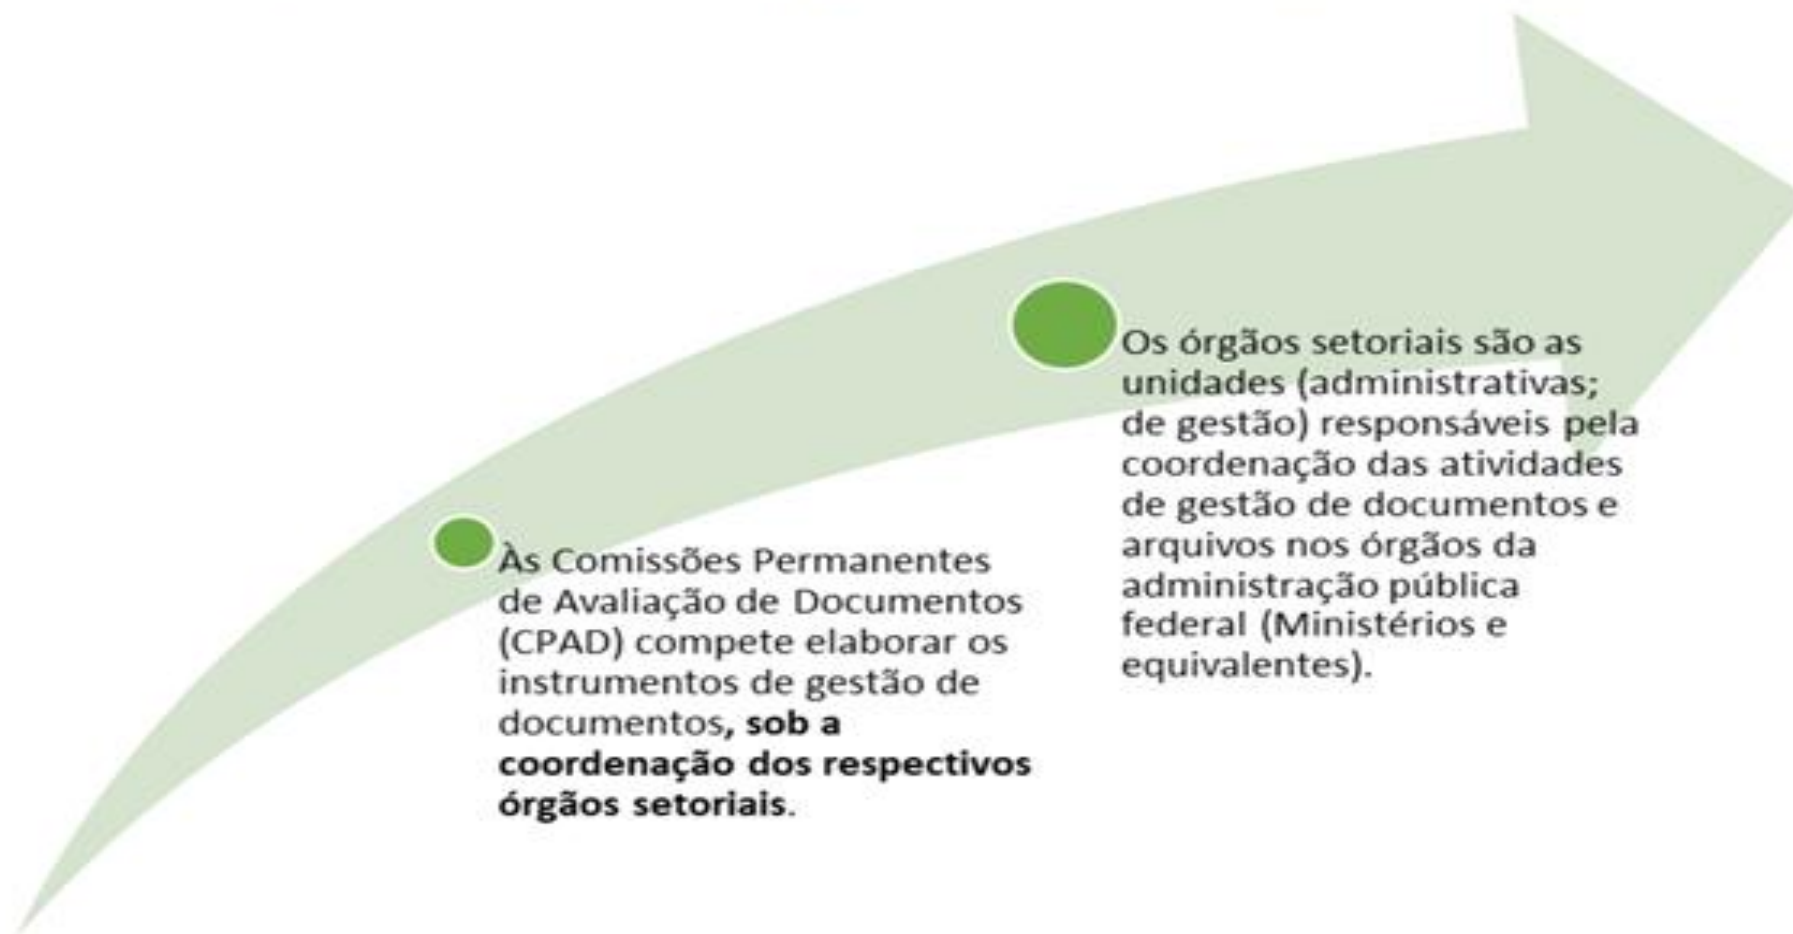 Às Comissões Permanentes
de Avaliação de Documentos
(CPAD) compete elaborar os
instrumentos de gestão de
documentos, sob a
coordenação dos respectivos
órgãos setoriais.
Os órgãos setoriais são as
unidades (administrativas;
de gestão) responsáveis pela
coordenação das atividades
de gestão de documentos e
arquivos nos órgãos da
administração pública
federal (Ministérios e
equivalentes).